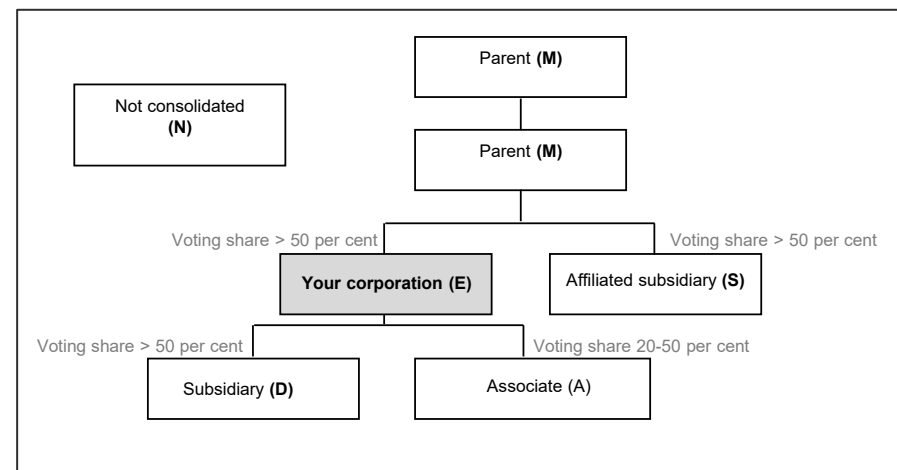 Parent (M)
Not consolidated
(N)
Parent (M)
Voting share > 50 per cent
Voting share > 50 per cent
Your corporation (E)
Affiliated subsidiary (S)
Voting share > 50 per cent
Voting share 20-50 per cent
Subsidiary (D)
Associate (A)